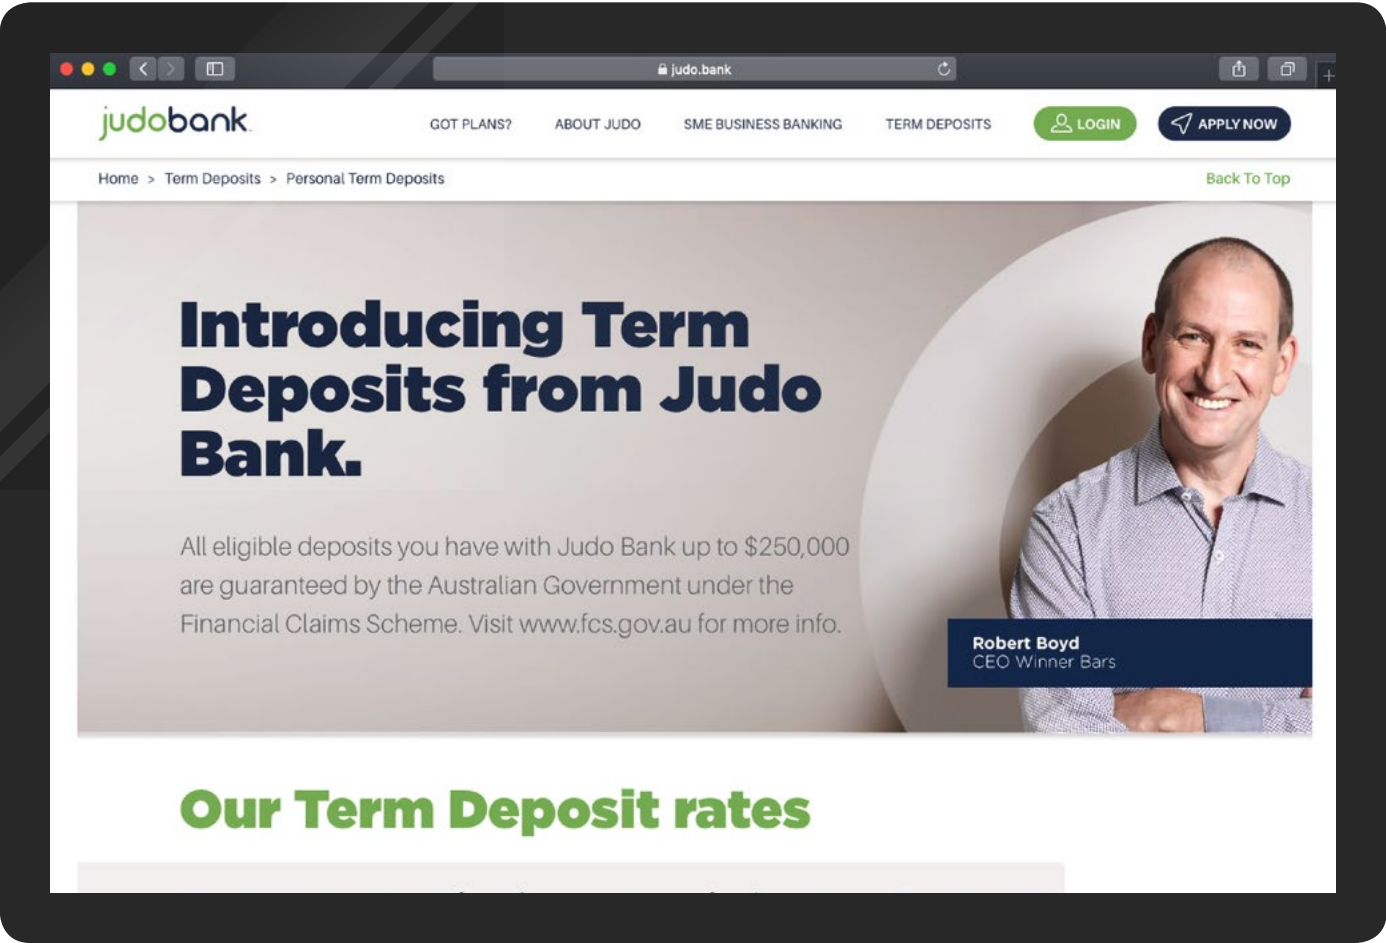 judo.bank
judobank
GOT PLANS?
ABOUT JUDO
SME BUSINESS BANKING
TERM DEPOSITS
LOGIN
APPLY NOW
Home > Term Deposits > Personal Term Deposits
Back To Top
Introducing Term
Deposits from Judo
Bank.
All eligible deposits you have with Judo Bank up to $250,000
are guaranteed by the Australian Government under the
Financial Claims Scheme. Visit www.fcs.gov.au for more info.
Robert Boyd
CEO Winner Bars
Our Term Deposit rates